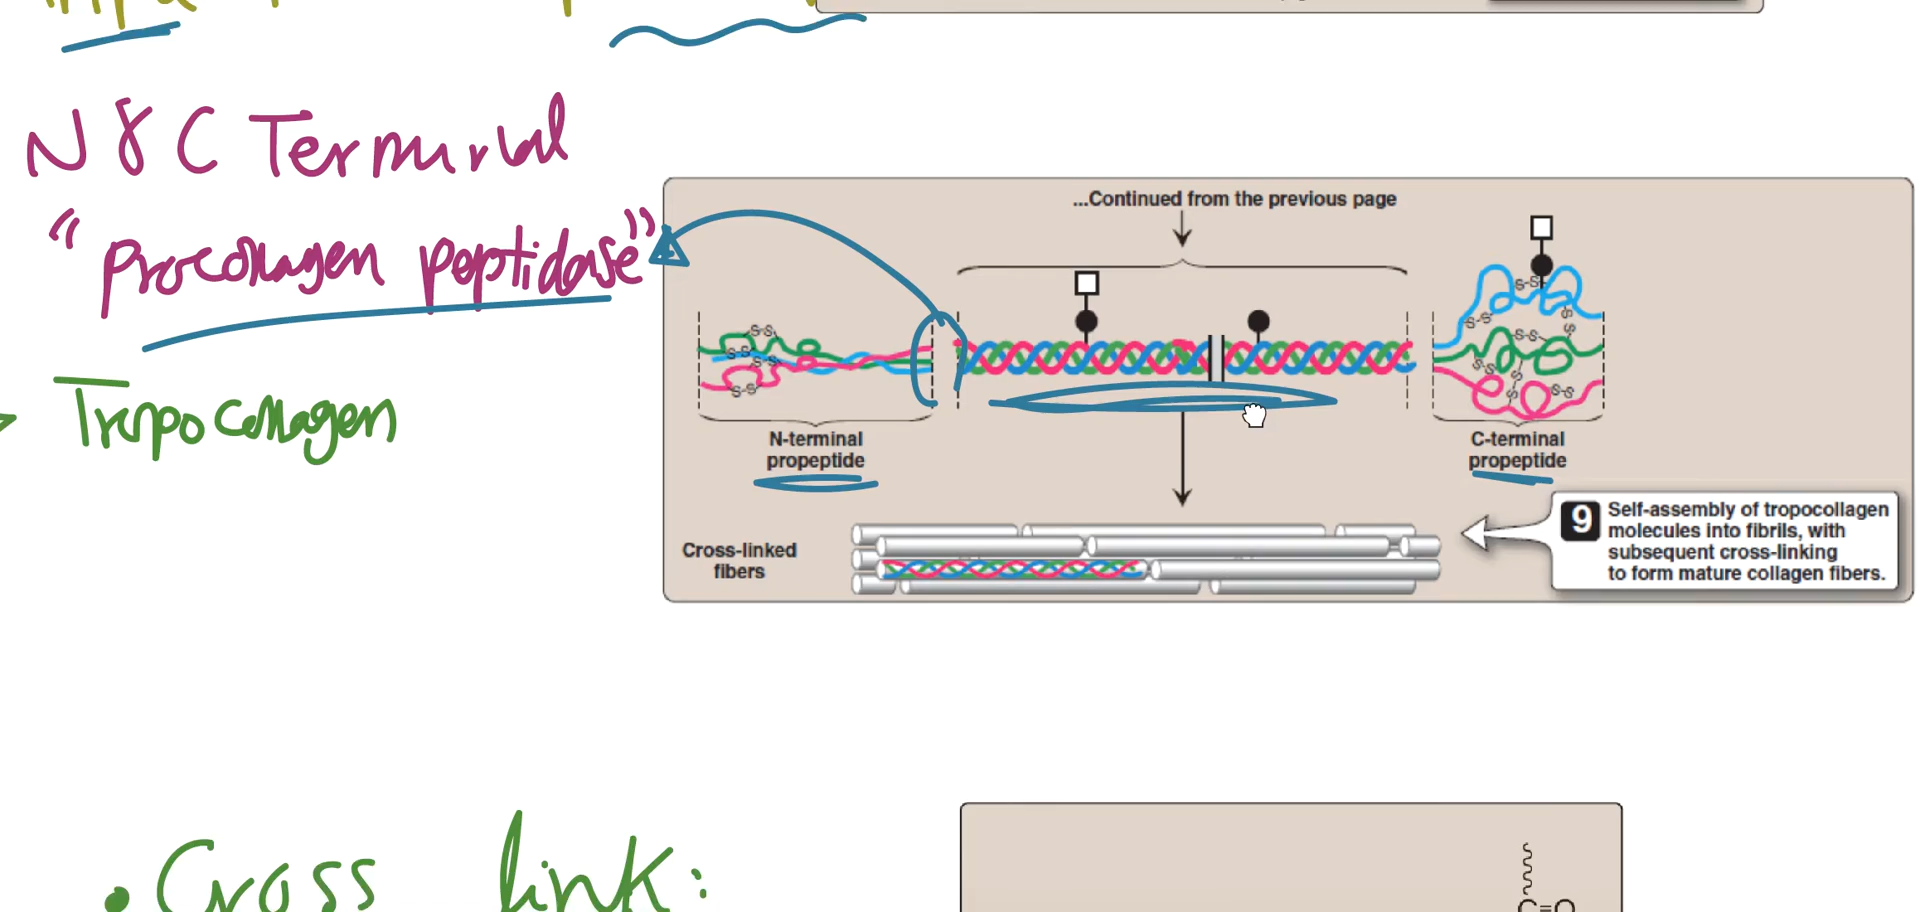 N & C Terminal
"procollagen peptidase"
Tropocollagen
...Continued from the previous page
S-S
S-S
S-S
S-S
S-S
S-S
S-S
S-S
S-S
S-S
S-S
N-terminal
propeptide
C-terminal
propeptide
Cross-linked
fibers
9 Self-assembly of tropocollagen
molecules into fibrils, with
subsequent cross-linking
to form mature collagen fibers.
• Cross link:
C=O